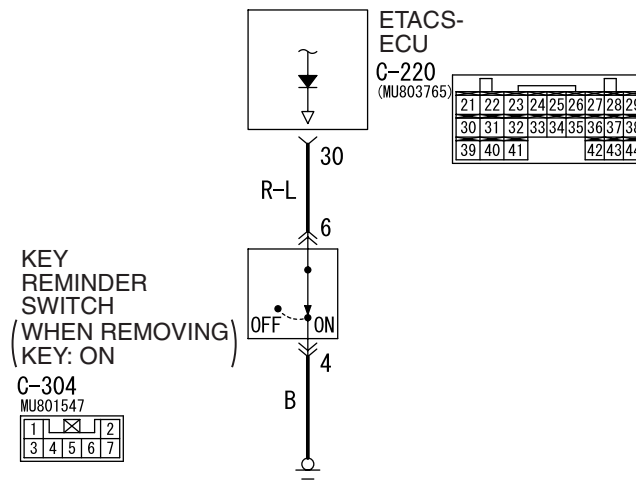 ETACS-
ECU
C-220
(MU803765)
21 22 23 24 25 26 27 28 29
30 31 32 33 34 35 36 37 38
39 40 41 42 43 44
30
R-L
6
KEY
REMINDER
SWITCH
(WHEN REMOVING
KEY: ON)
OFF ON
4
C-304
MU801547
B
1 2
3 4 5 6 7